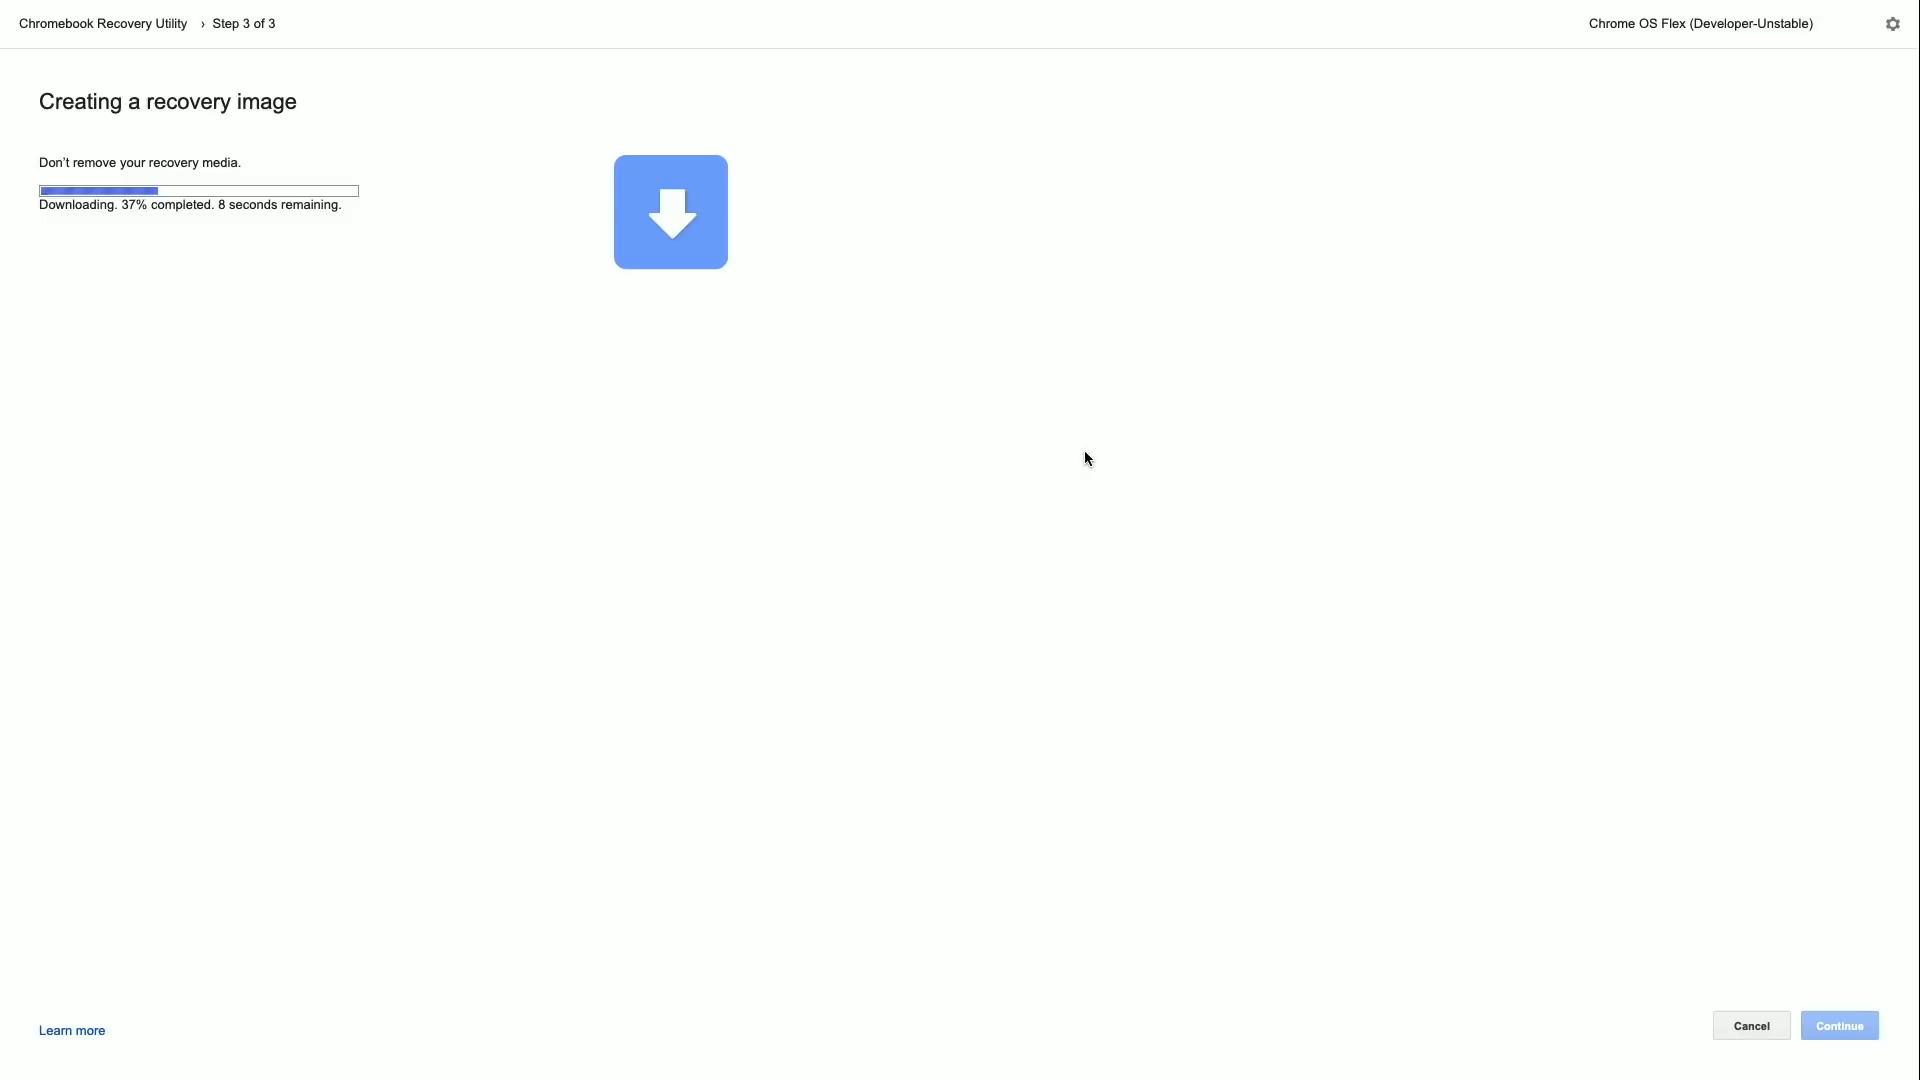 Chromebook Recovery Utility › Step 3 of 3
Chrome OS Flex (Developer-Unstable)
Creating a recovery image
Don't remove your recovery media.
Downloading. 37% completed. 8 seconds remaining.
Learn more
Cancel
Continue